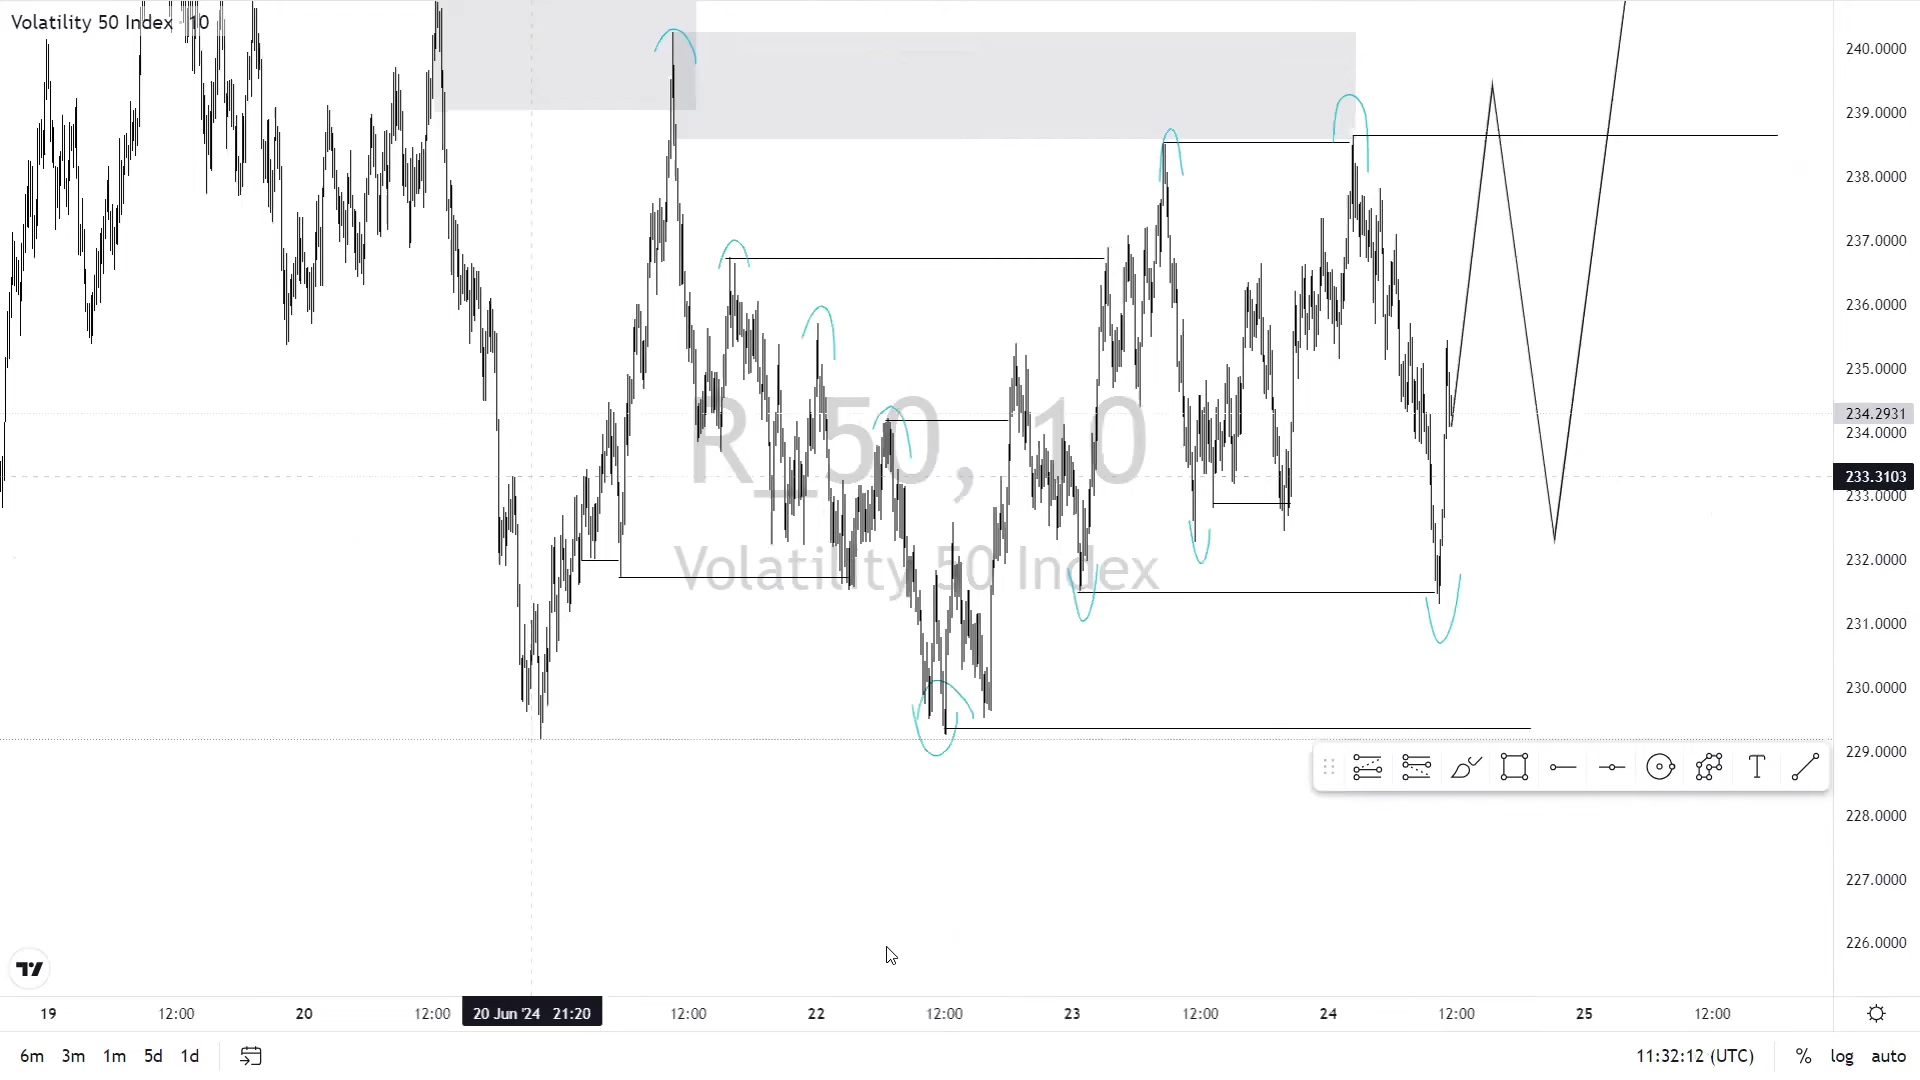 Volatility 50 Index · 10
240.0000
239.0000
238.0000
237.0000
236.0000
235.0000
234.2931
234.0000
233.3103
233.0000
232.0000
231.0000
230.0000
229.0000
228.0000
227.0000
226.0000
R_50, 10
Volatility 50 Index
T
19 12:00 20 12:00 20 Jun '24 21:20 12:00 22 12:00 23 12:00 24 12:00 25 12:00
6m 3m 1m 5d 1d 11:32:12 (UTC) % log auto